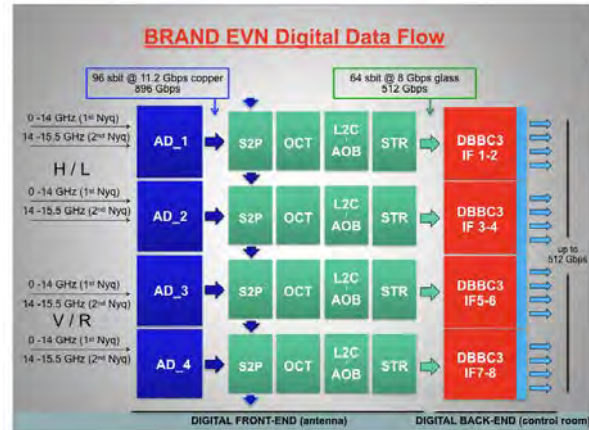 BRAND EVN Digital Data Flow
96 sbit @ 11.2 Gbps copper
896 Gbps
64 sbit @ 8 Gbps glass
512 Gbps
0 -14 GHz (1st Nyq)
14 -15.5 GHz (2nd Nyq)
H / L
0 -14 GHz (1st Nyq)
14 -15.5 GHz (2nd Nyq)
0 -14 GHz (1st Nyq)
14 -15.5 GHz (2nd Nyq)
V / R
0 -14 GHz (1st Nyq)
14 -15.5 GHz (2nd Nyq)
AD_1
S2P
OCT
L2C
-
AOB
STR
DBBC3
IF 1-2
AD_2
S2P
OCT
L2C
-
AOB
STR
DBBC3
IF 3-4
AD_3
S2P
OCT
L2C
-
AOB
STR
DBBC3
IF5-6
AD_4
S2P
OCT
L2C
-
AOB
STR
DBBC3
IF7-8
up to
512 Gbps
DIGITAL FRONT-END (antenna)
DIGITAL BACK-END (control room)